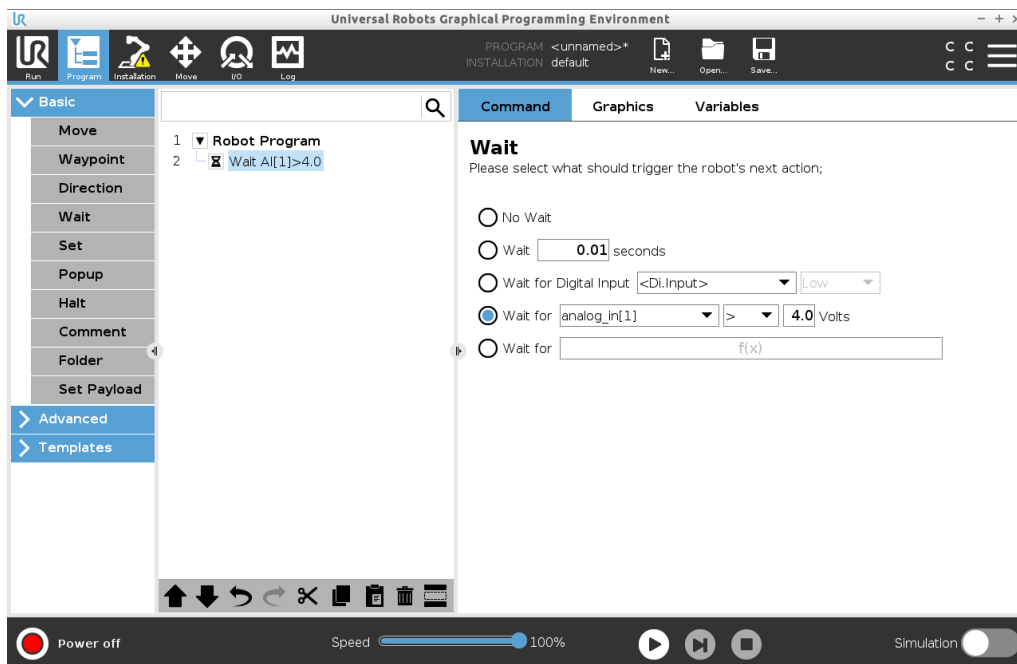 Universal Robots Graphical Programming Environment
UR
Run
Program
Installation
Move
I/O
Log
PROGRAM <unnamed>*
INSTALLATION default
New...
Open...
Save...
C C
C C
Basic
Move
Waypoint
Direction
Wait
Set
Popup
Halt
Comment
Folder
Set Payload
Advanced
Templates
1 Robot Program
2 Wait AI[1]>4.0
Command Graphics Variables
Wait
Please select what should trigger the robot's next action;
No Wait
Wait 0.01 seconds
Wait for Digital Input <Di.Input> Low
Wait for analog_in[1] > 4.0 Volts
Wait for f(x)
Power off
Speed 100%
Simulation